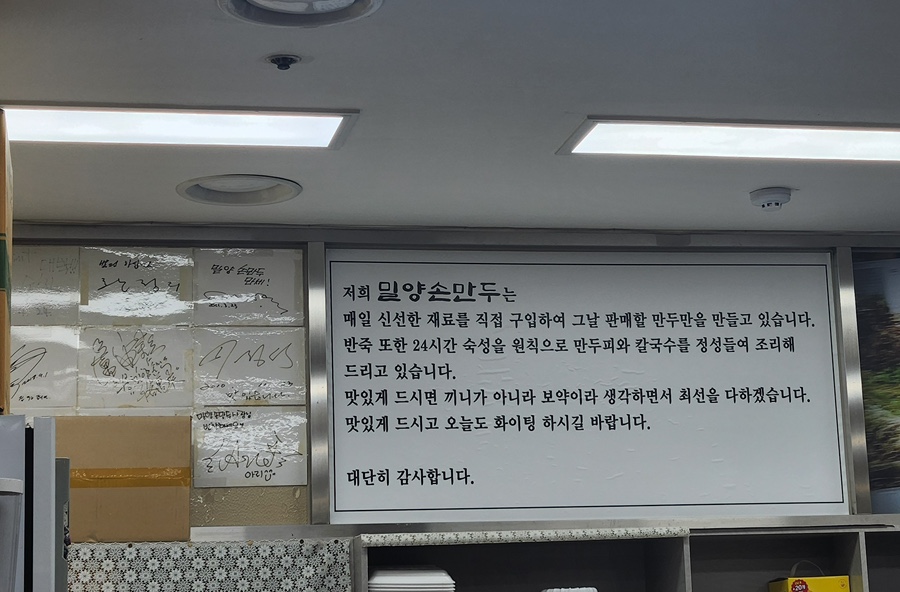 저희 밀양손만두는
매일 신선한 재료를 직접 구입하여 그날 판매할 만두만을 만들고 있습니다.
반죽 또한 24시간 숙성을 원칙으로 만두피와 칼국수를 정성들여 조리해
드리고 있습니다.
맛있게 드시면 끼니가 아니라 보약이라 생각하면서 최선을 다하겠습니다.
맛있게 드시고 오늘도 화이팅 하시길 바랍니다.
대단히 감사합니다.
밀양 손만두